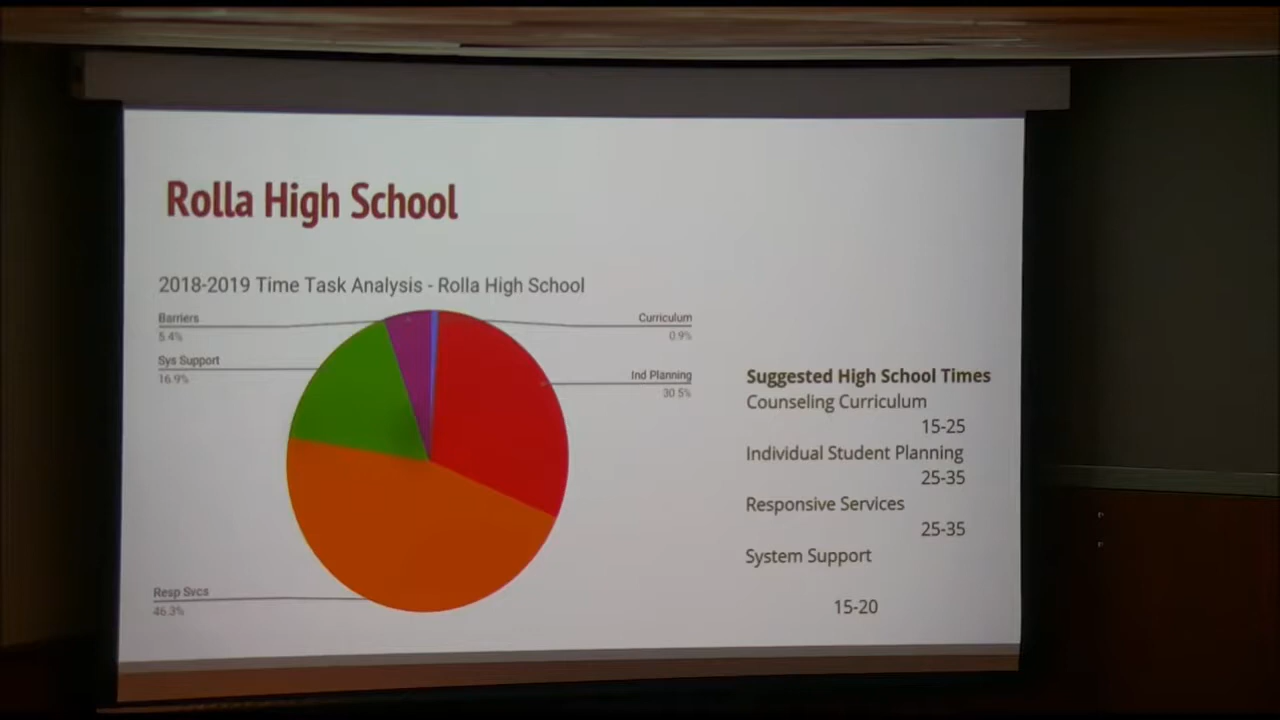 Rolla High School
2018-2019 Time Task Analysis - Rolla High School
Barriers
5.4%
Sys Support
16.9%
Resp Svcs
46.3%
Curriculum
0.9%
Ind Planning
30.5%
Suggested High School Times
Counseling Curriculum
15-25
Individual Student Planning
25-35
Responsive Services
25-35
System Support
15-20